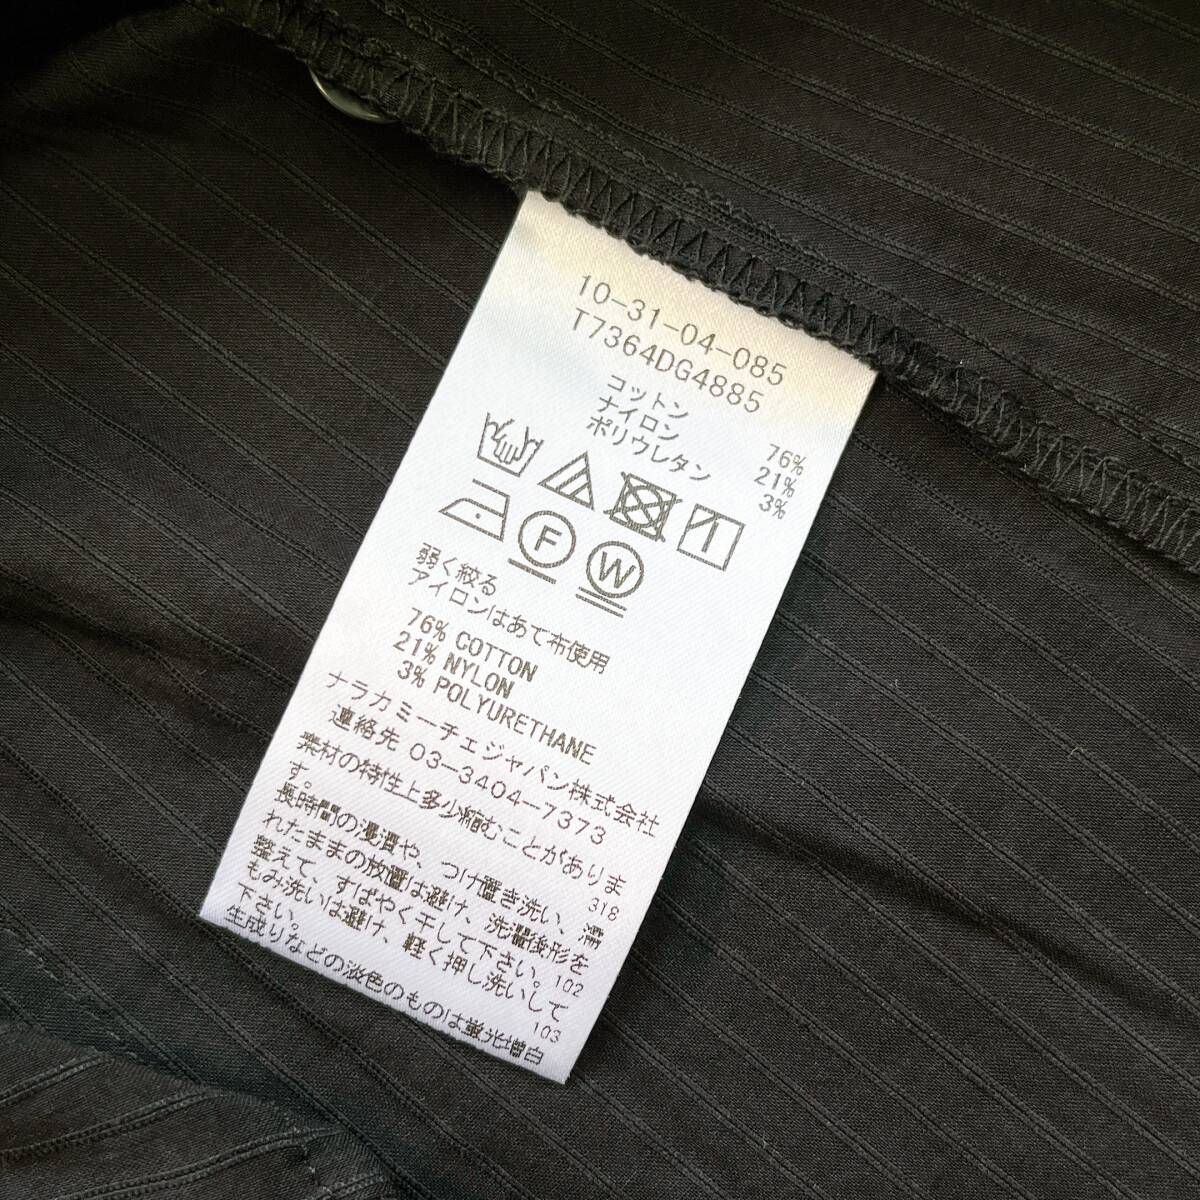 10-31-04-085
T7364DG4885
コットン 76%
ナイロン 21%
ポリウレタン 3%
F W
弱く絞る
アイロンはあて布使用
76% COTTON
21% NYLON
3% POLYURETHANE
ナラカミーチェジャパン株式会社
連絡先 03-3404-7373
素材の特性上多少縮むことがありま
す。 318
長時間の浸漬や、つけ置き洗い、濡
れたままの放置は避け、洗濯後形を
整えて、すばやく干して下さい。 102
もみ洗いは避け、軽く押し洗いして
下さい。 103
生成りなどの淡色のものは蛍光増白